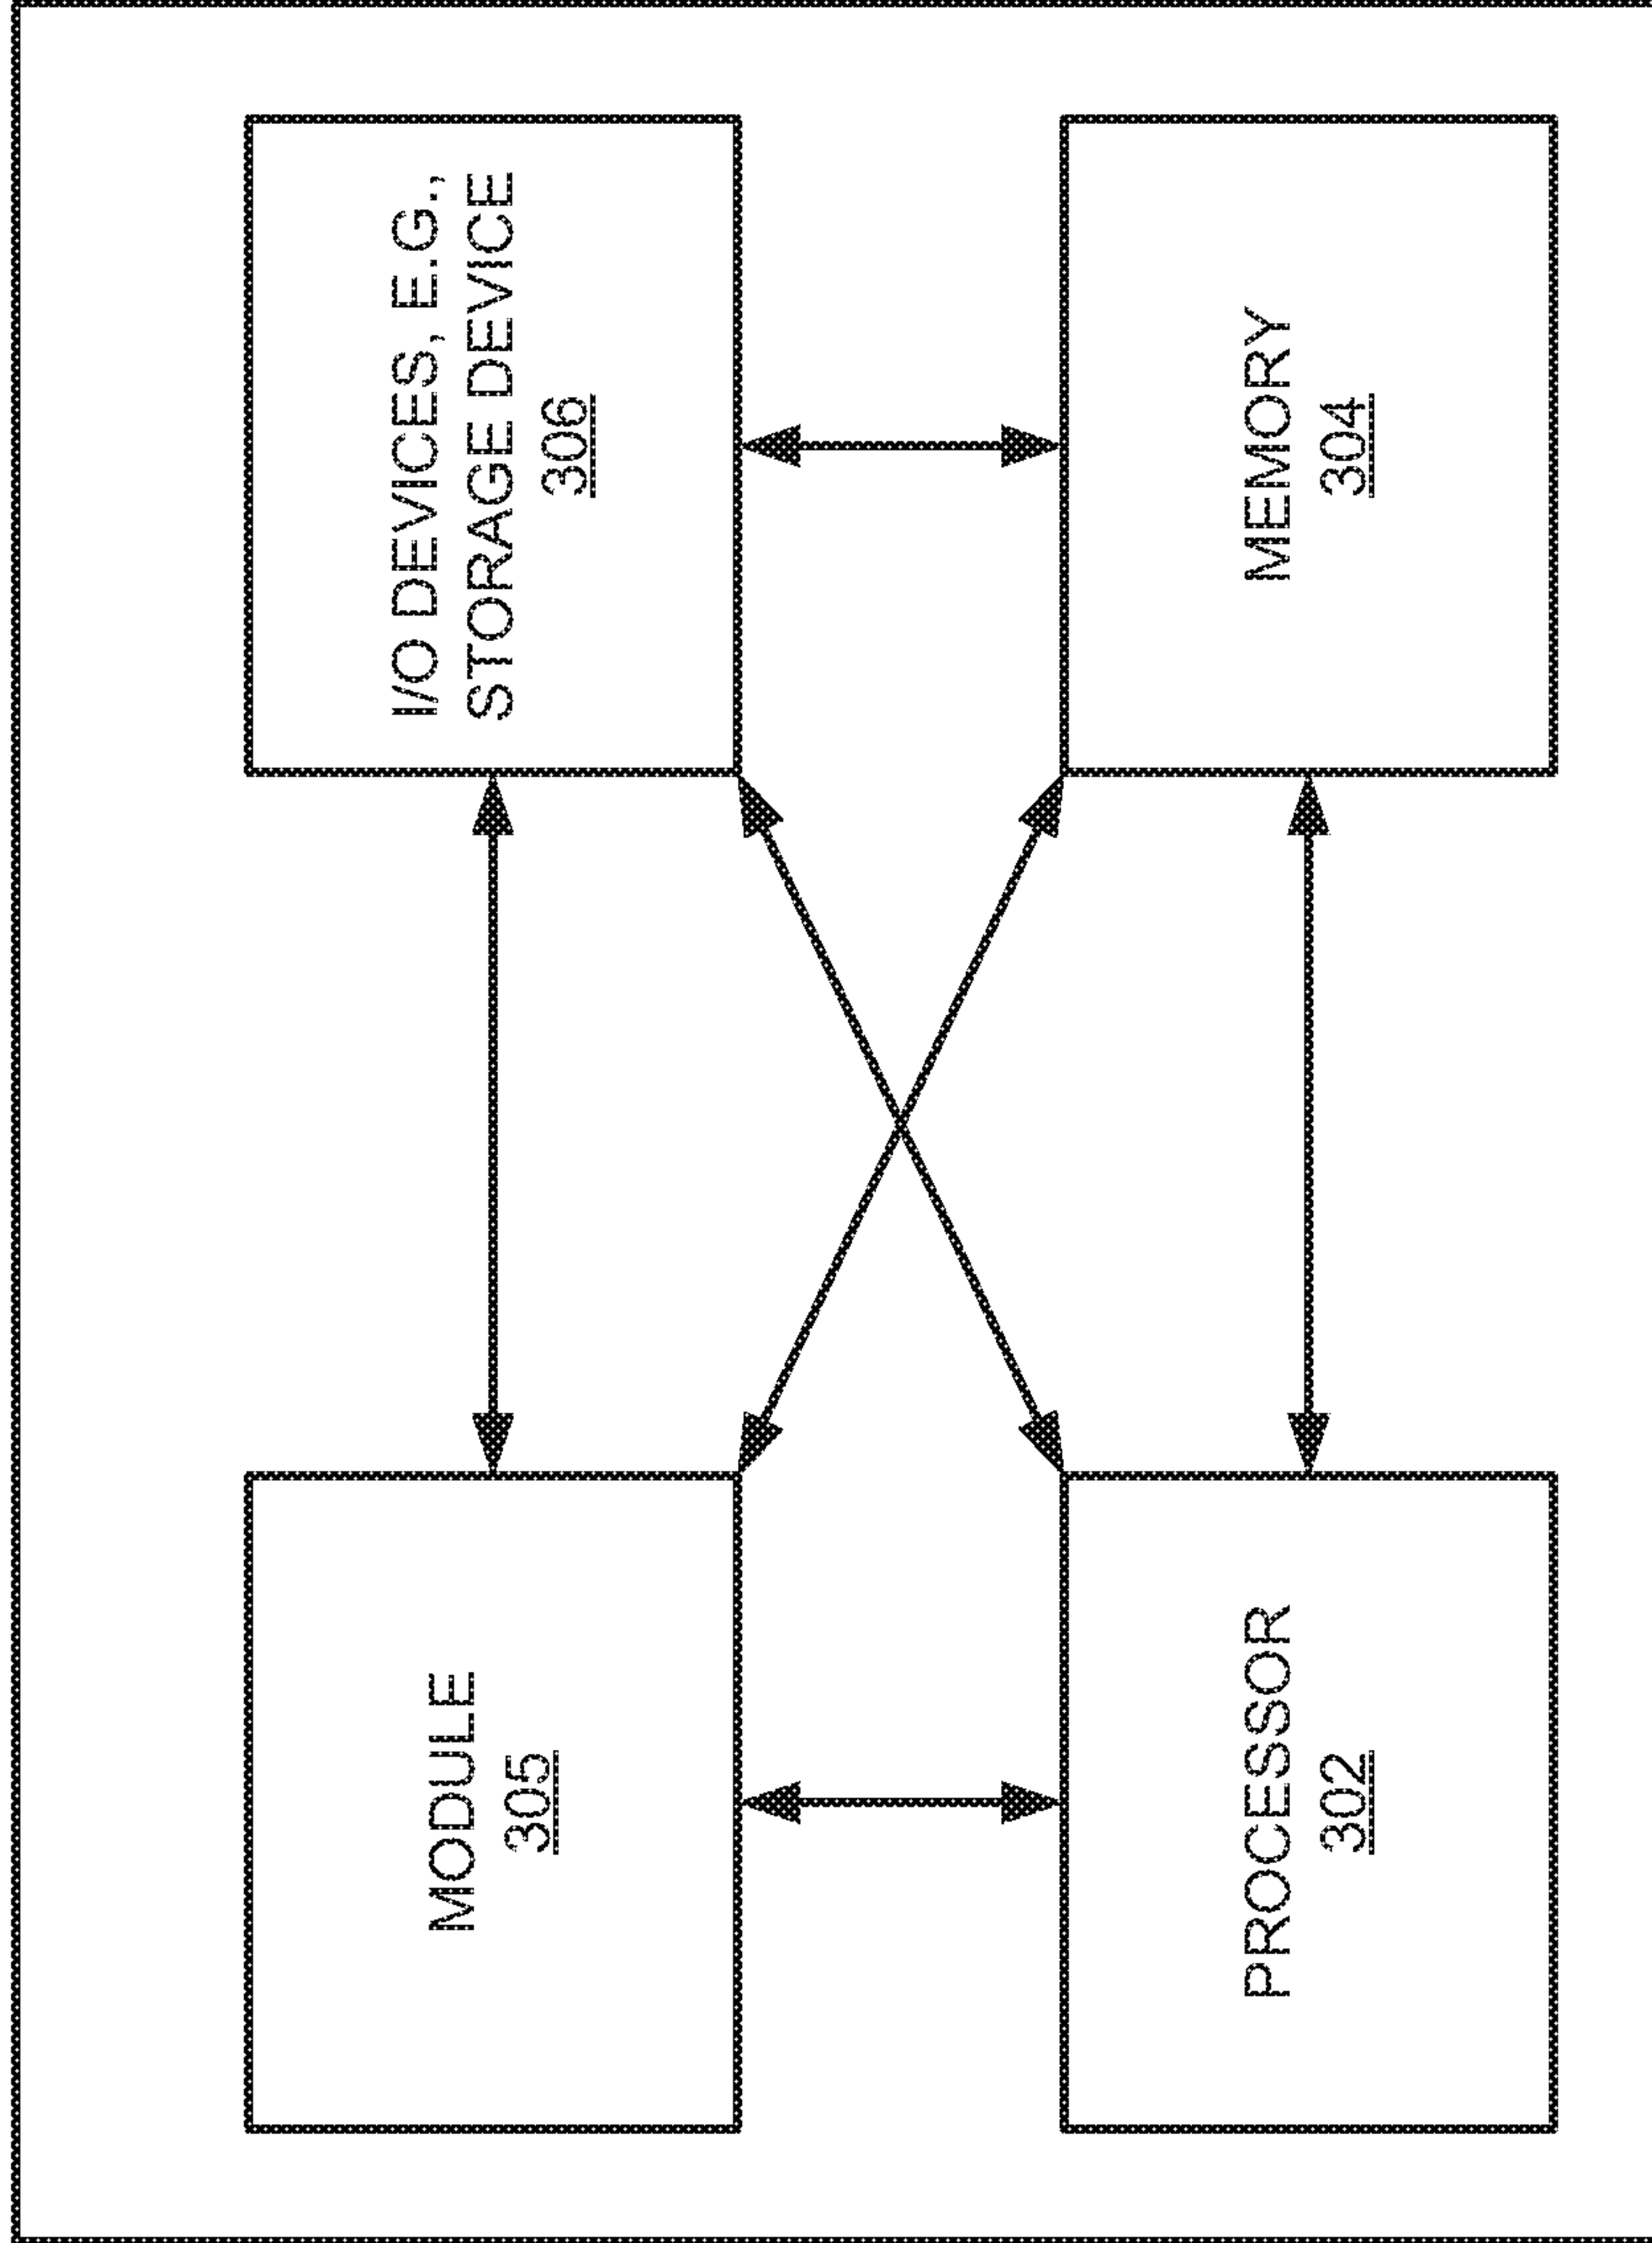 MODULE
305
I/O DEVICES, E.G.,
STORAGE DEVICE
306
PROCESSOR
302
MEMORY
304